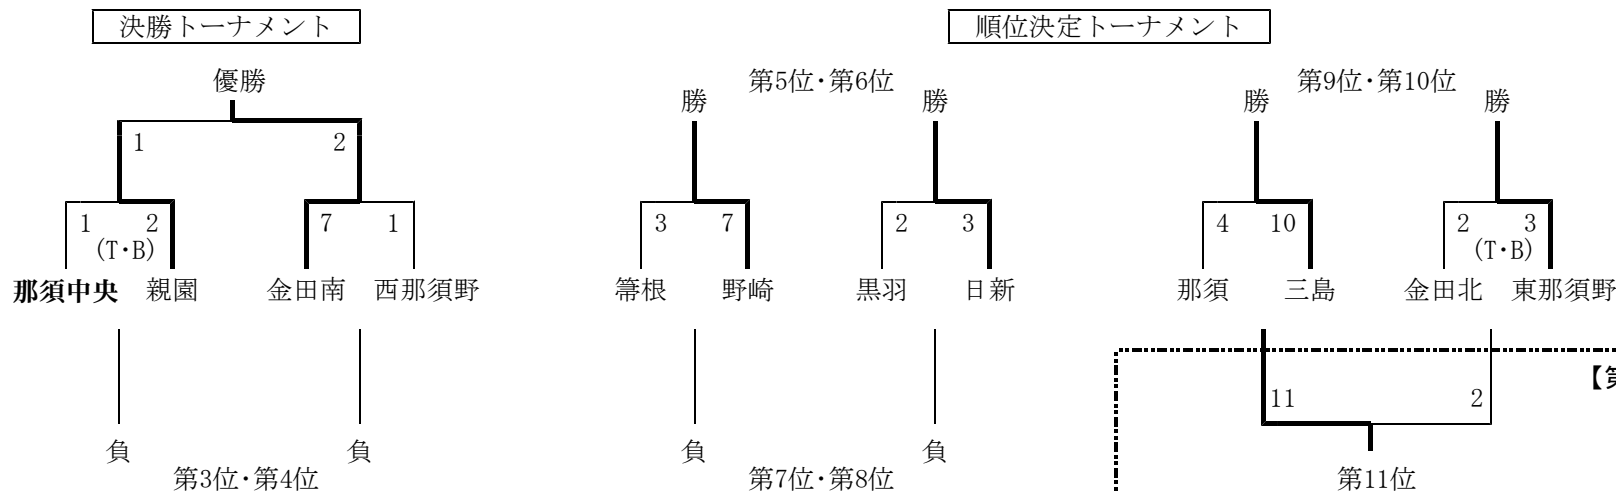 決勝トーナメント 順位決定トーナメント
優勝 第5位・第6位 第9位・第10位
勝 勝 勝 勝
1 2
1 2 7 1 3 7 2 3 4 10 2 3
(T・B) (T・B)
那須中央 親園 金田南 西那須野 箒根 野崎 黒羽 日新 那須 三島 金田北 東那須野
【第
11 2
負 負 負 負
第3位・第4位 第7位・第8位 第11位